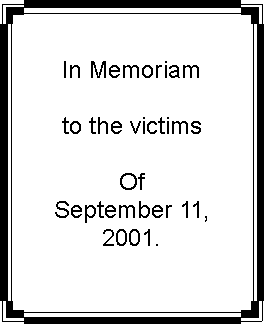 In Memoriam
to the victims
Of
September 11,
2001.